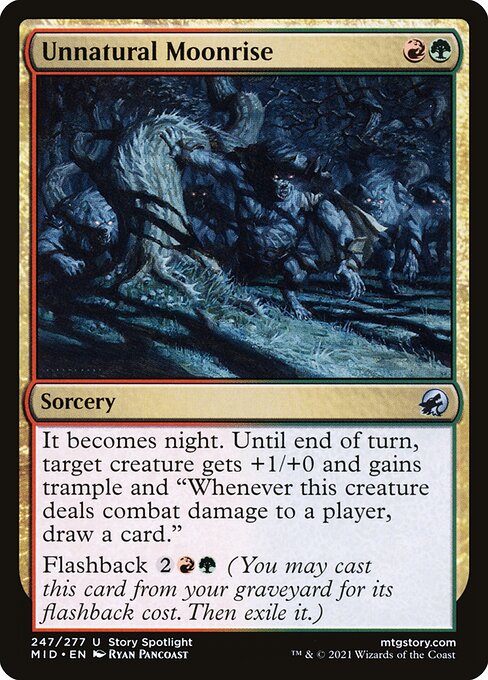 Unnatural Moonrise
Sorcery
It becomes night. Until end of turn,
target creature gets +1/+0 and gains
trample and “Whenever this creature
deals combat damage to a player,
draw a card.”
Flashback 2 (You may cast
this card from your graveyard for its
flashback cost. Then exile it.)
247/277 U Story Spotlight
mtgstory.com
MID • EN Ryan Pancoast
™ & © 2021 Wizards of the Coast